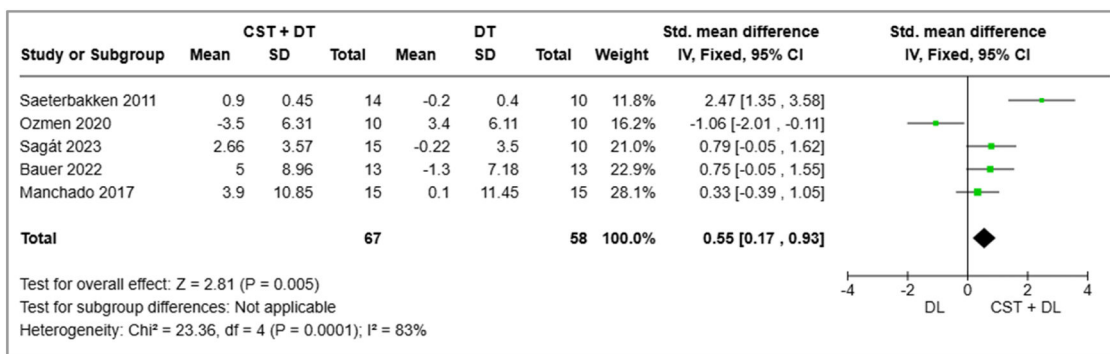 CST + DT DT Std. mean difference Std. mean difference
Study or Subgroup Mean SD Total Mean SD Total Weight IV, Fixed, 95% CI IV, Fixed, 95% CI
Saeterbakken 2011 0.9 0.45 14 -0.2 0.4 10 11.8% 2.47 [1.35 , 3.58]
Ozmen 2020 -3.5 6.31 10 3.4 6.11 10 16.2% -1.06 [-2.01 , -0.11]
Sagát 2023 2.66 3.57 15 -0.22 3.5 10 21.0% 0.79 [-0.05 , 1.62]
Bauer 2022 5 8.96 13 -1.3 7.18 13 22.9% 0.75 [-0.05 , 1.55]
Manchado 2017 3.9 10.85 15 0.1 11.45 15 28.1% 0.33 [-0.39 , 1.05]
Total 67 58 100.0% 0.55 [0.17 , 0.93]
Test for overall effect: Z = 2.81 (P = 0.005)
Test for subgroup differences: Not applicable
Heterogeneity: Chi² = 23.36, df = 4 (P = 0.0001); I² = 83%
-4 -2 0 2 4
DL CST + DL